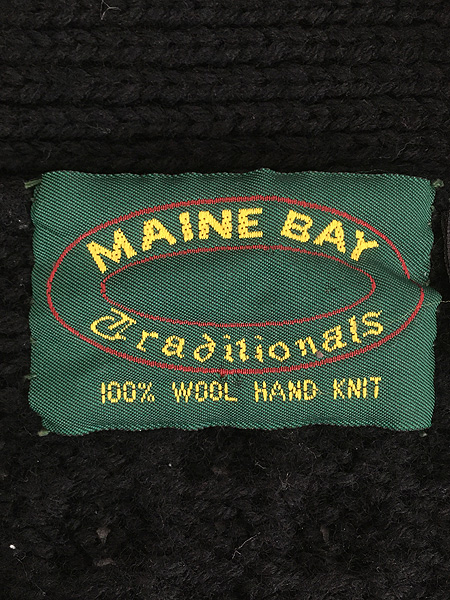 MAINE BAY
Traditionals
100% WOOL HAND KNIT